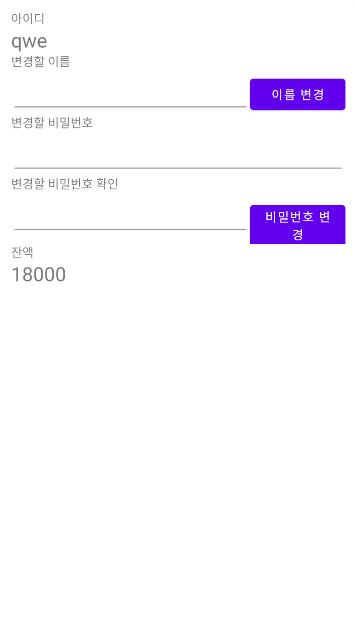 아이디
qwe
변경할 이름
이름 변경
변경할 비밀번호
변경할 비밀번호 확인
비밀번호 변
경
잔액
18000